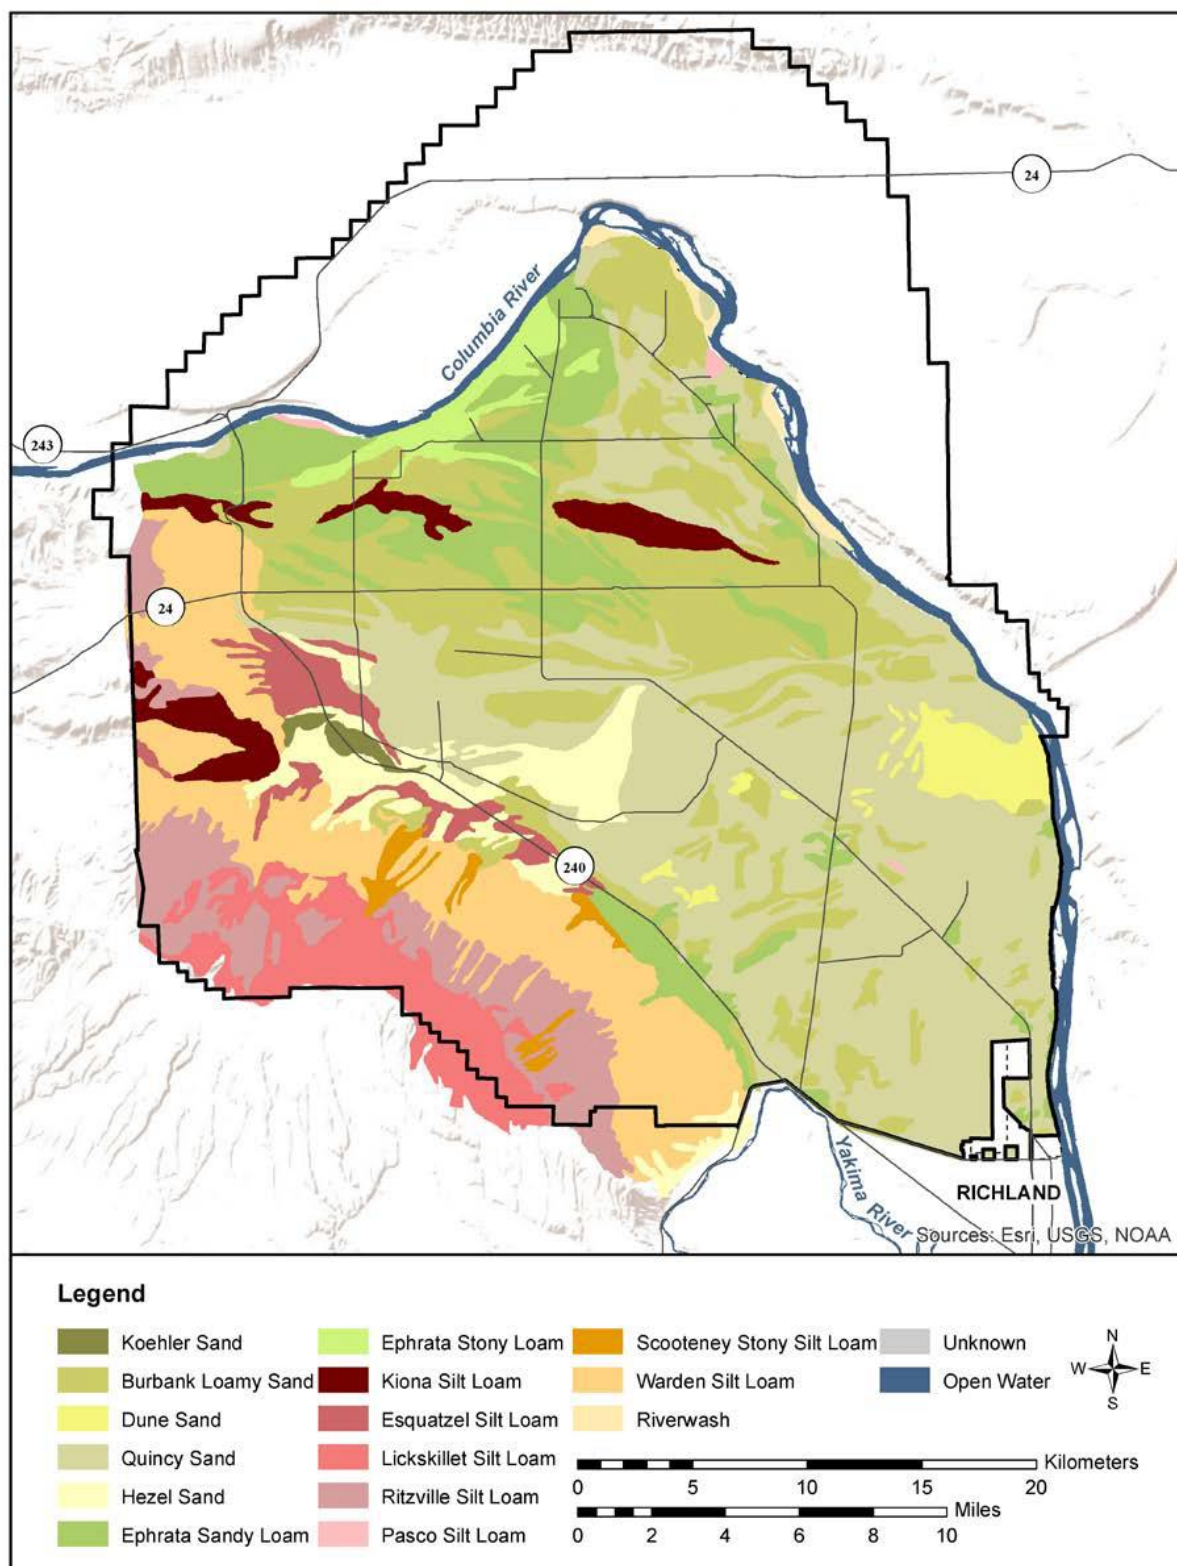 24
Columbia River
243
24
240
Yakima River
RICHLAND
Sources: Esri, USGS, NOAA
Legend
Koehler Sand
Burbank Loamy Sand
Dune Sand
Quincy Sand
Hezel Sand
Ephrata Sandy Loam
Ephrata Stony Loam
Kiona Silt Loam
Esquatzel Silt Loam
Lickskillet Silt Loam
Ritzville Silt Loam
Pasco Silt Loam
Scooteney Stony Silt Loam
Warden Silt Loam
Riverwash
Unknown
Open Water
N
W E
S
Kilometers
0 5 10 15 20
Miles
0 2 4 6 8 10